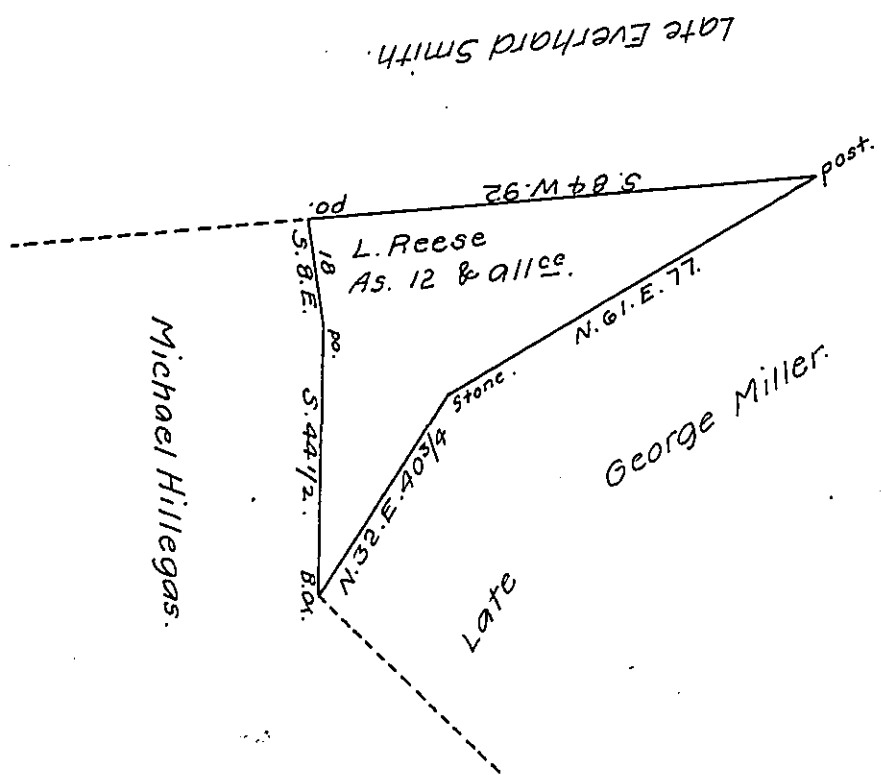 Late Everhard Smith.
post.
S. 84 W. 92
po.
L. Reese
As. 12 & allce.
18
S. 8. E.
po.
N. 61. E. 77.
Stone.
S. 44 1/2.
N. 32. E. 40 3/4
B.Ox.
Michael Hillegas.
George Miller.
Late